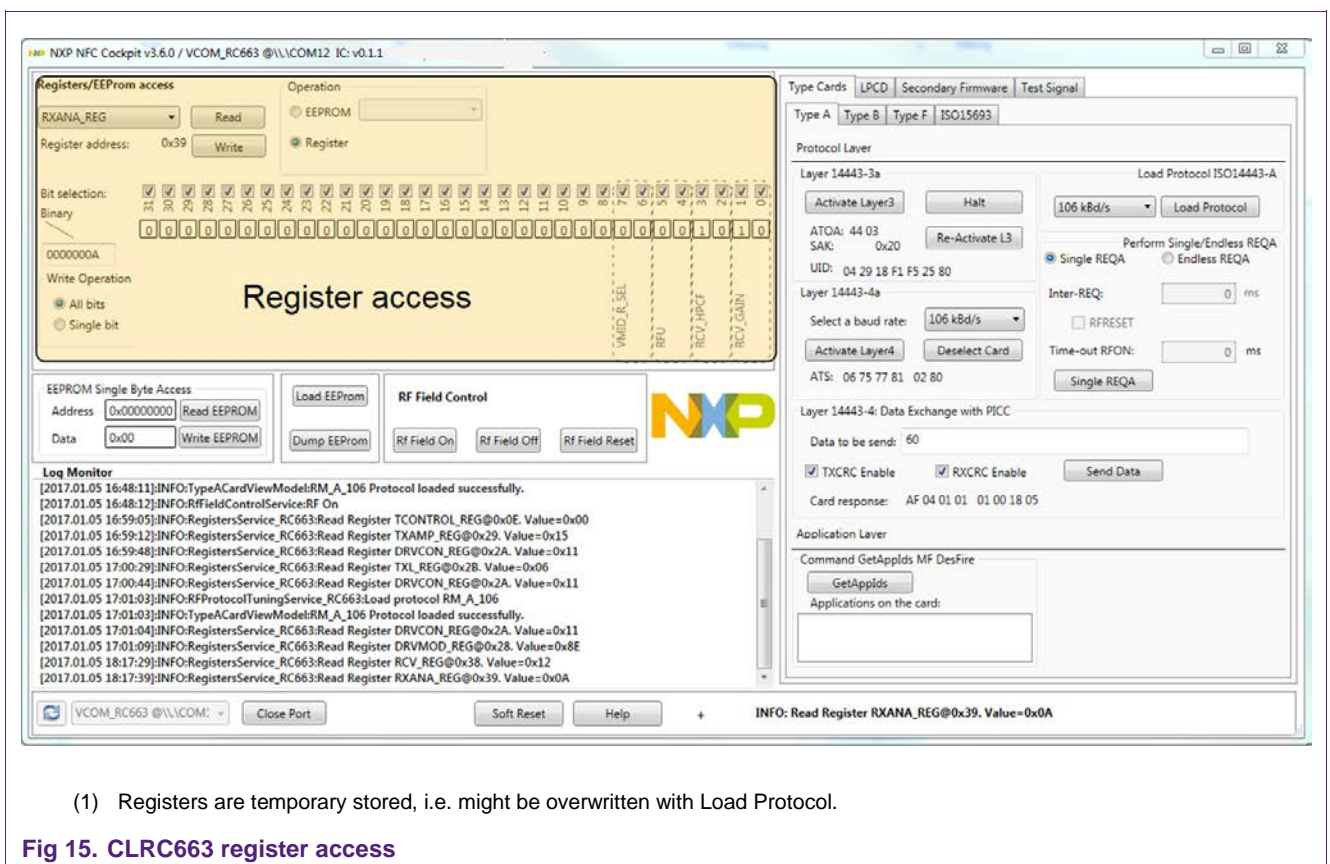 NXP NFC Cockpit v3.6.0 / VCOM_RC663 @\\.\COM12 IC: v0.1.1
Registers/EEProm access
Operation
RXANA_REG
Read
EEPROM
Register address: 0x39
Write
Register
Bit selection:
31 30 29 28 27 26 25 24 23 22 21 20 19 18 17 16 15 14 13 12 11 10 9 8 7 6 5 4 3 2 1 0
Binary
0 0 0 0 0 0 0 0 0 0 0 0 0 0 0 0 0 0 0 0 0 0 0 0 0 0 0 0 1 0 1 0
0000000A
Write Operation
All bits
Single bit
Register access
VMID_R_SEL
RFU
RCV_HPCF
RCV_GAIN
EEPROM Single Byte Access
Address 0x00000000 Read EEPROM
Data 0x00 Write EEPROM
Load EEProm
Dump EEProm
RF Field Control
Rf Field On Rf Field Off Rf Field Reset
NXP
Log Monitor
[2017.01.05 16:48:11]:INFO:TypeACardViewModel:RM_A_106 Protocol loaded successfully.
[2017.01.05 16:48:12]:INFO:RfFieldControlService:RF On
[2017.01.05 16:59:05]:INFO:RegistersService_RC663:Read Register TCONTROL_REG@0x0E. Value=0x00
[2017.01.05 16:59:12]:INFO:RegistersService_RC663:Read Register TXAMP_REG@0x29. Value=0x15
[2017.01.05 16:59:48]:INFO:RegistersService_RC663:Read Register DRVCON_REG@0x2A. Value=0x11
[2017.01.05 17:00:29]:INFO:RegistersService_RC663:Read Register TXL_REG@0x2B. Value=0x06
[2017.01.05 17:00:44]:INFO:RegistersService_RC663:Read Register DRVCON_REG@0x2A. Value=0x11
[2017.01.05 17:01:03]:INFO:RFProtocolTuningService_RC663:Load protocol RM_A_106
[2017.01.05 17:01:03]:INFO:TypeACardViewModel:RM_A_106 Protocol loaded successfully.
[2017.01.05 17:01:04]:INFO:RegistersService_RC663:Read Register DRVCON_REG@0x2A. Value=0x11
[2017.01.05 17:01:09]:INFO:RegistersService_RC663:Read Register DRVMOD_REG@0x28. Value=0x8E
[2017.01.05 18:17:29]:INFO:RegistersService_RC663:Read Register RCV_REG@0x38. Value=0x12
[2017.01.05 18:17:39]:INFO:RegistersService_RC663:Read Register RXANA_REG@0x39. Value=0x0A
Type Cards LPCD Secondary Firmware Test Signal
Type A Type B Type F ISO15693
Protocol Layer
Layer 14443-3a
Activate Layer3 Halt
ATQA: 44 03
SAK: 0x20
Re-Activate L3
UID: 04 29 18 F1 F5 25 80
Load Protocol ISO14443-A
106 kBd/s Load Protocol
Perform Single/Endless REQA
Single REQA Endless REQA
Inter-REQ: 0 ms
RFRESET
Time-out RFON: 0 ms
Single REQA
Layer 14443-4a
Select a baud rate: 106 kBd/s
Activate Layer4 Deselect Card
ATS: 06 75 77 81 02 80
Layer 14443-4: Data Exchange with PICC
Data to be send: 60
TXCRC Enable RXCRC Enable Send Data
Card response: AF 04 01 01 01 00 18 05
Application Layer
Command GetAppIds MF DesFire
GetAppIds
Applications on the card:
VCOM_RC663 @\\.\COM: Close Port Soft Reset Help + INFO: Read Register RXANA_REG@0x39. Value=0x0A
(1) Registers are temporary stored, i.e. might be overwritten with Load Protocol.
Fig 15. CLRC663 register access